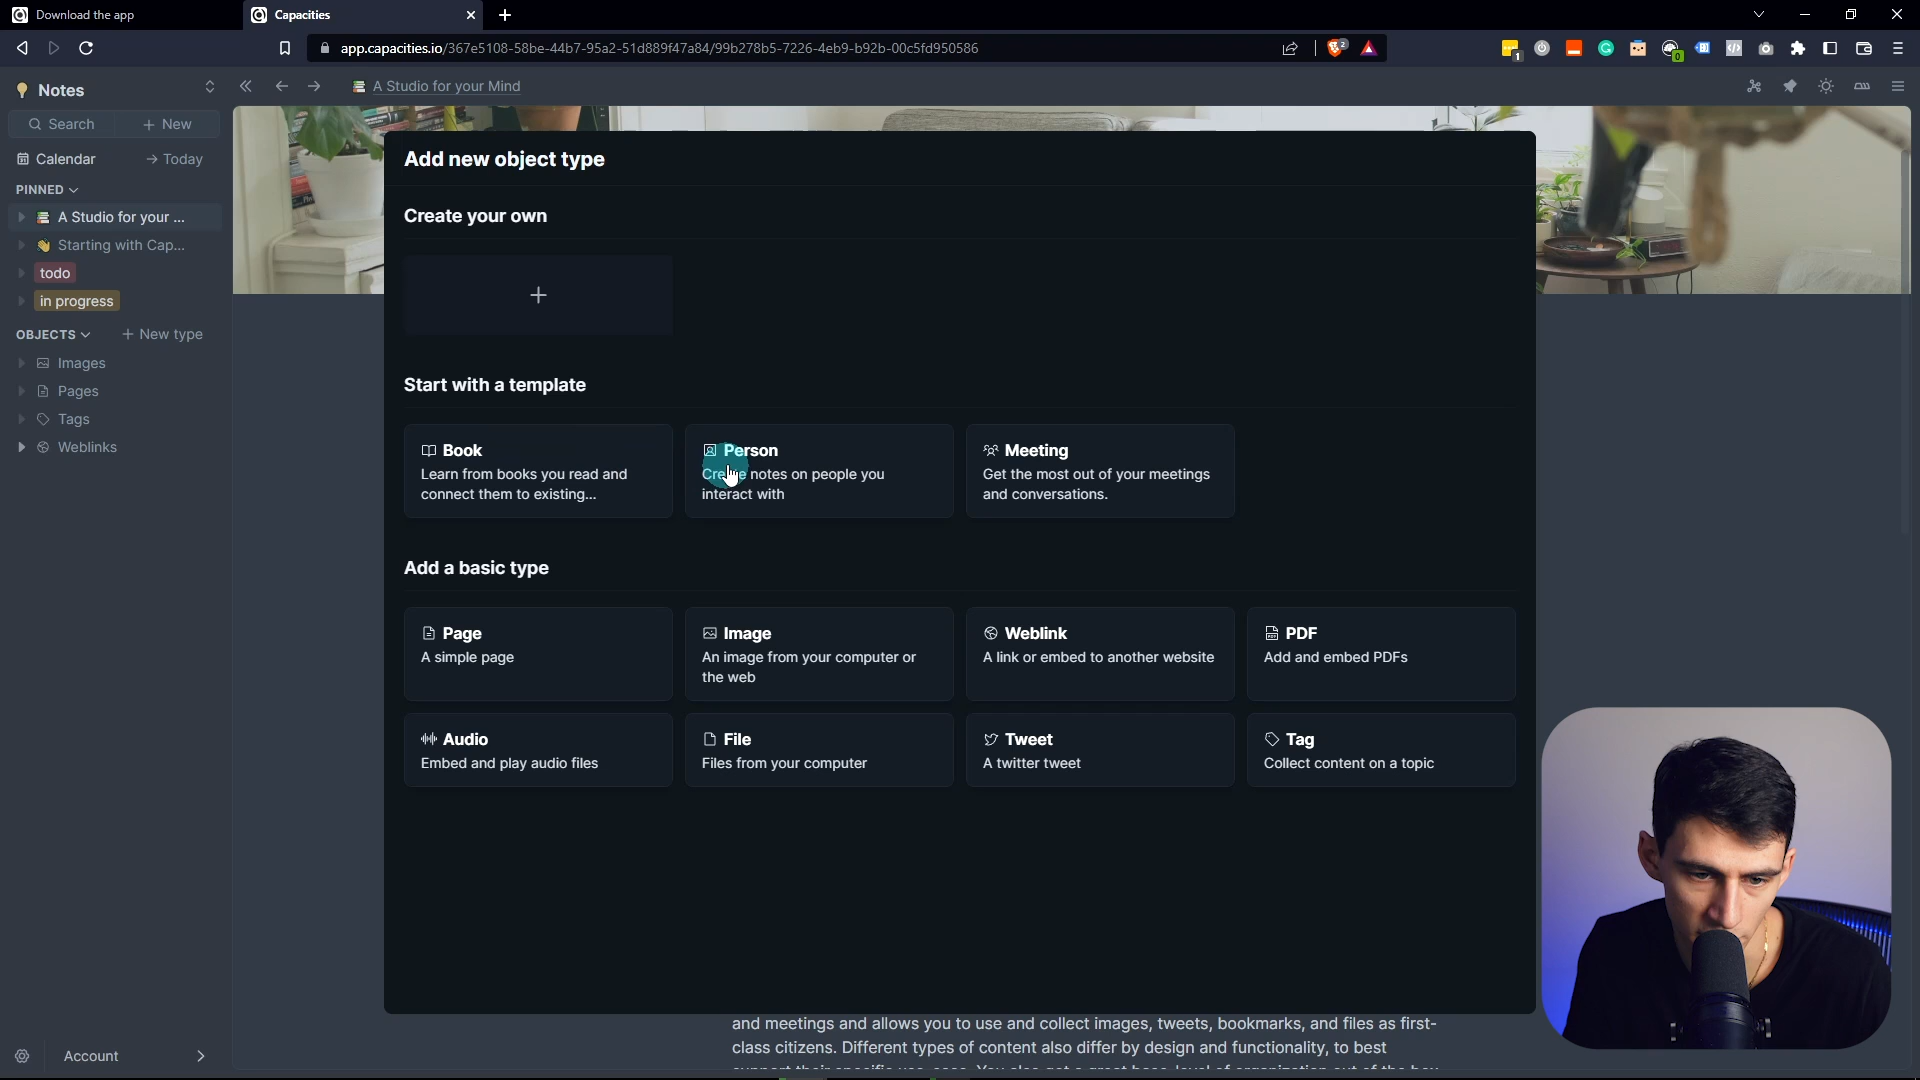 Download the app
Capacities
app.capacities.io/367e5108-58be-44b7-95a2-51d889f47a84/99b278b5-7226-4eb9-b92b-00c5fd950586
2
1
0
Notes
A Studio for your Mind
Search
New
Calendar
Today
PINNED
A Studio for your ...
Starting with Cap...
todo
in progress
OBJECTS
New type
Images
Pages
Tags
Weblinks
Add new object type
Create your own
Start with a template
Book
Learn from books you read and
connect them to existing...
Person
Create notes on people you
interact with
Meeting
Get the most out of your meetings
and conversations.
Add a basic type
Page
A simple page
Image
An image from your computer or
the web
Weblink
A link or embed to another website
PDF
Add and embed PDFs
Audio
Embed and play audio files
File
Files from your computer
Tweet
A twitter tweet
Tag
Collect content on a topic
and meetings and allows you to use and collect images, tweets, bookmarks, and files as first-
class citizens. Different types of content also differ by design and functionality, to best
Account